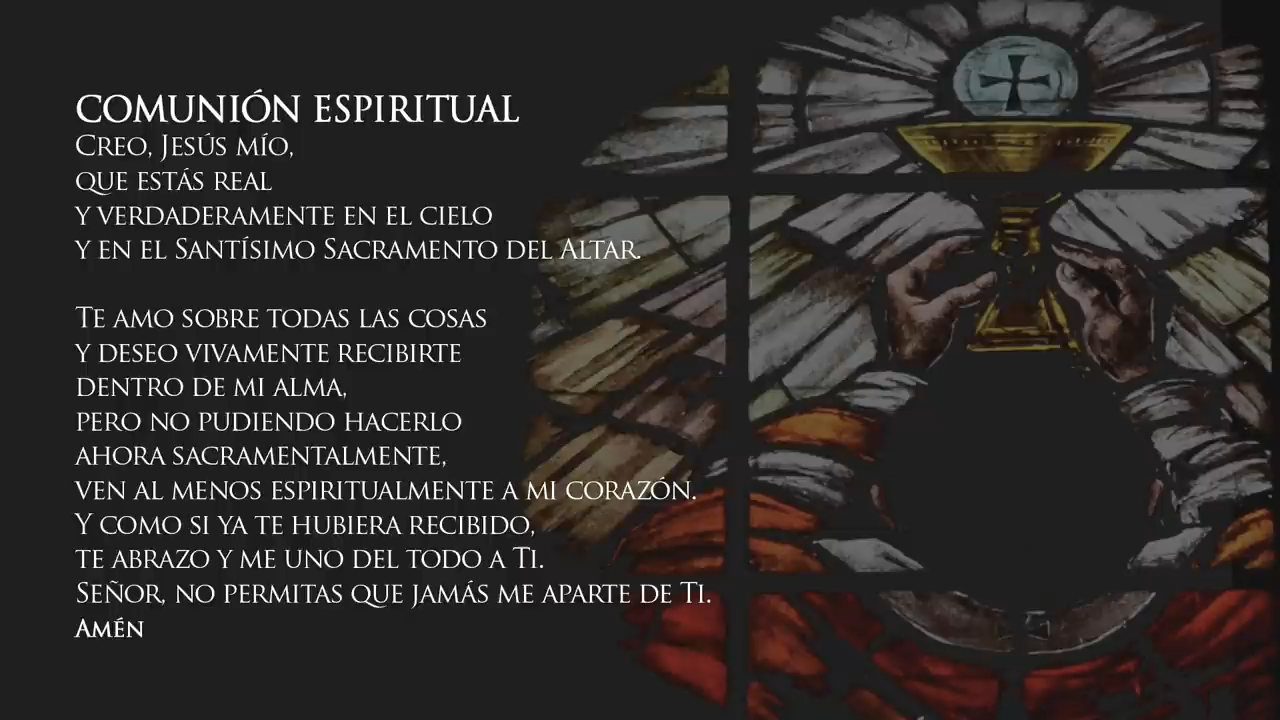 COMUNIÓN ESPIRITUAL
CREO, JESÚS MÍO,
QUE ESTÁS REAL
Y VERDADERAMENTE EN EL CIELO
Y EN EL SANTÍSIMO SACRAMENTO DEL ALTAR.
TE AMO SOBRE TODAS LAS COSAS
Y DESEO VIVAMENTE RECIBIRTE
DENTRO DE MI ALMA,
PERO NO PUDIENDO HACERLO
AHORA SACRAMENTALMENTE,
VEN AL MENOS ESPIRITUALMENTE A MI CORAZÓN.
Y COMO SI YA TE HUBIERA RECIBIDO,
TE ABRAZO Y ME UNO DEL TODO A TI.
SEÑOR, NO PERMITAS QUE JAMÁS ME APARTE DE TI.
AMÉN